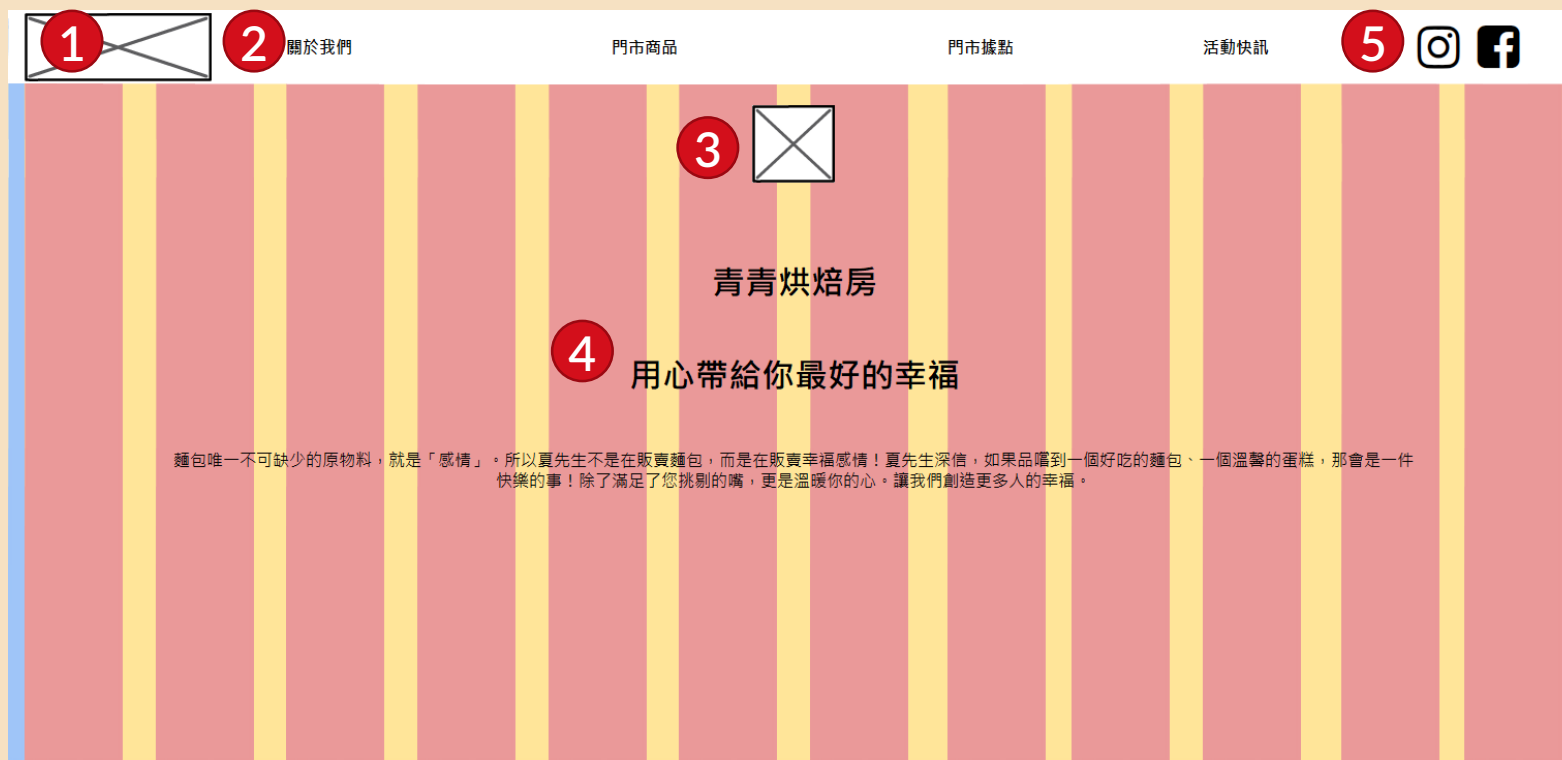 1
2 關於我們 門市商品 門市據點 活動快訊 5
3
青青烘焙房
4 用心帶給你最好的幸福
麵包唯一不可缺少的原物料，就是「感情」。所以夏先生不是在販賣麵包，而是在販賣幸福感情！夏先生深信，如果品嚐到一個好吃的麵包、一個溫馨的蛋糕，那會是一件
快樂的事！除了滿足了您挑剔的嘴，更是溫暖你的心。讓我們創造更多人的幸福。